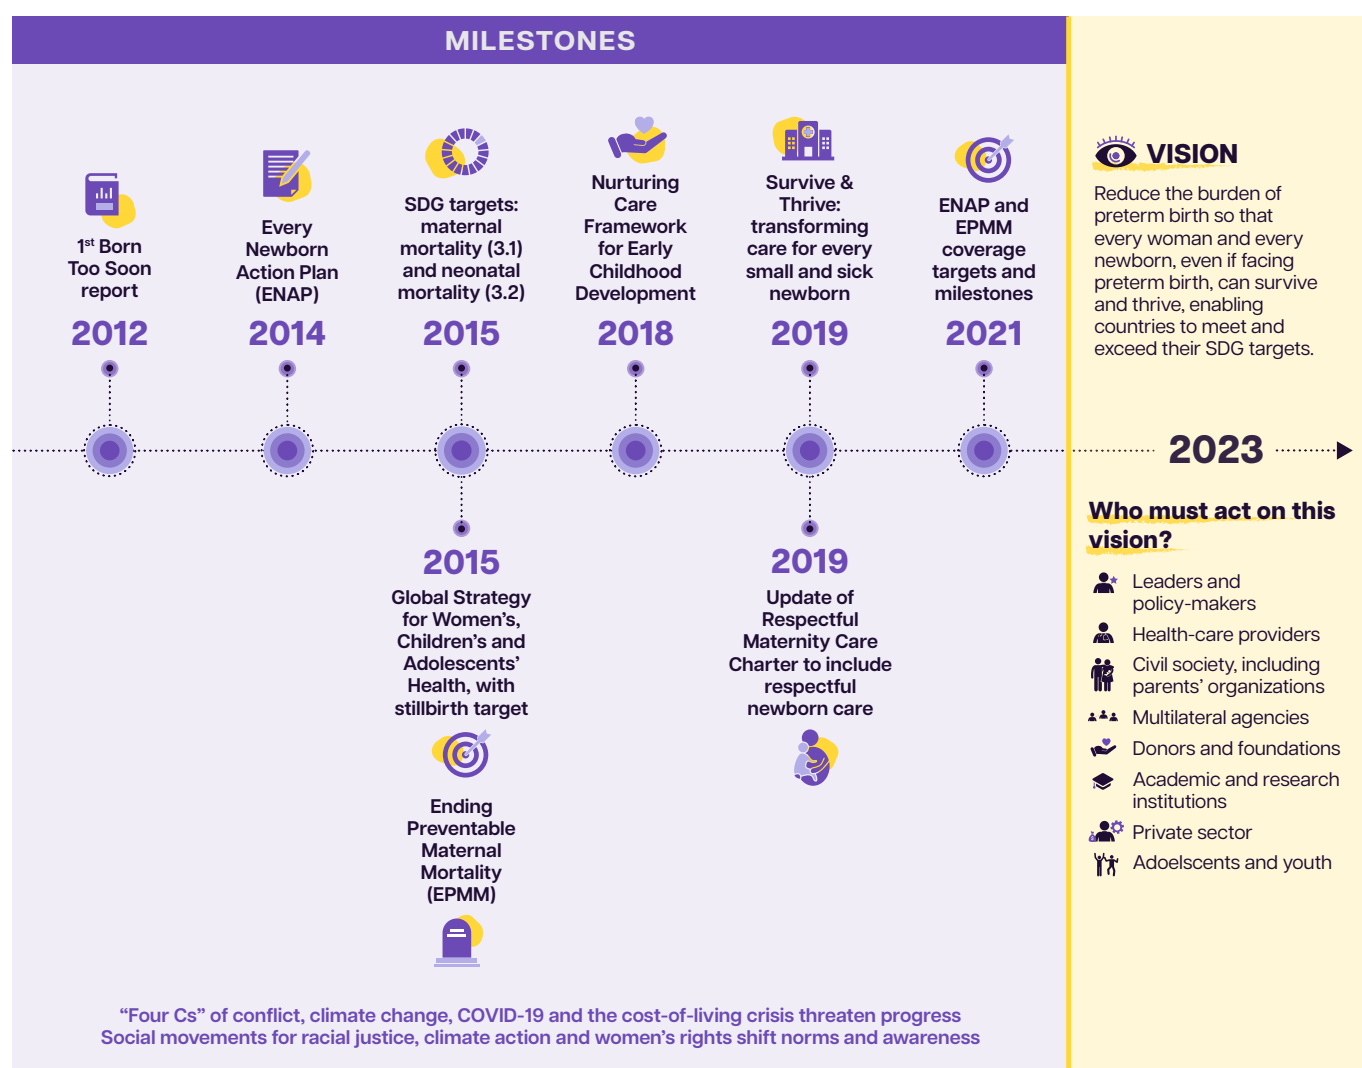 MILESTONES
1st Born
Too Soon
report
2012
Every
Newborn
Action Plan
(ENAP)
2014
SDG targets:
maternal
mortality (3.1)
and neonatal
mortality (3.2)
2015
Nurturing
Care
Framework
for Early
Childhood
Development
2018
Survive &
Thrive:
transforming
care for every
small and sick
newborn
2019
ENAP and
EPMM
coverage
targets and
milestones
2021
2015
Global Strategy
for Women’s,
Children’s and
Adolescents’
Health, with
stillbirth target
Ending
Preventable
Maternal
Mortality
(EPMM)
2019
Update of
Respectful
Maternity Care
Charter to include
respectful
newborn care
“Four Cs” of conflict, climate change, COVID-19 and the cost-of-living crisis threaten progress
Social movements for racial justice, climate action and women’s rights shift norms and awareness
VISION
Reduce the burden of
preterm birth so that
every woman and every
newborn, even if facing
preterm birth, can survive
and thrive, enabling
countries to meet and
exceed their SDG targets.
2023
Who must act on this
vision?
Leaders and
policy-makers
Health-care providers
Civil society, including
parents’ organizations
Multilateral agencies
Donors and foundations
Academic and research
institutions
Private sector
Adoelscents and youth